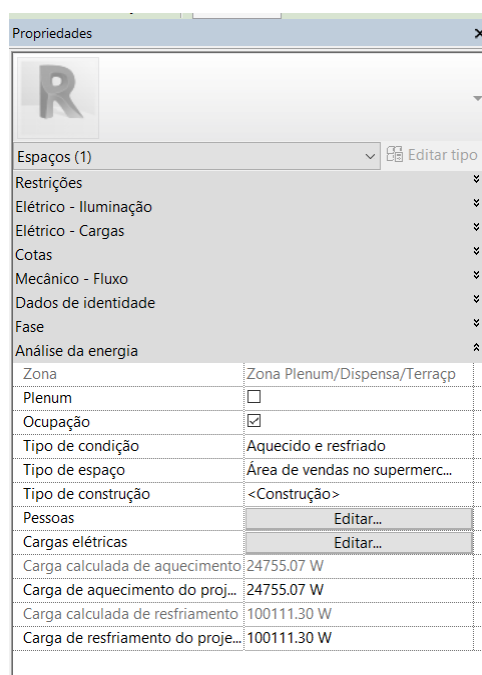 Propriedades
Espaços (1) Editar tipo
Restrições
Elétrico - Iluminação
Elétrico - Cargas
Cotas
Mecânico - Fluxo
Dados de identidade
Fase
Análise da energia
Zona Zona Plenum/Dispensa/Terraçp
Plenum
Ocupação
Tipo de condição Aquecido e resfriado
Tipo de espaço Área de vendas no supermerc...
Tipo de construção <Construção>
Pessoas Editar...
Cargas elétricas Editar...
Carga calculada de aquecimento 24755.07 W
Carga de aquecimento do proj... 24755.07 W
Carga calculada de resfriamento 100111.30 W
Carga de resfriamento do proje... 100111.30 W